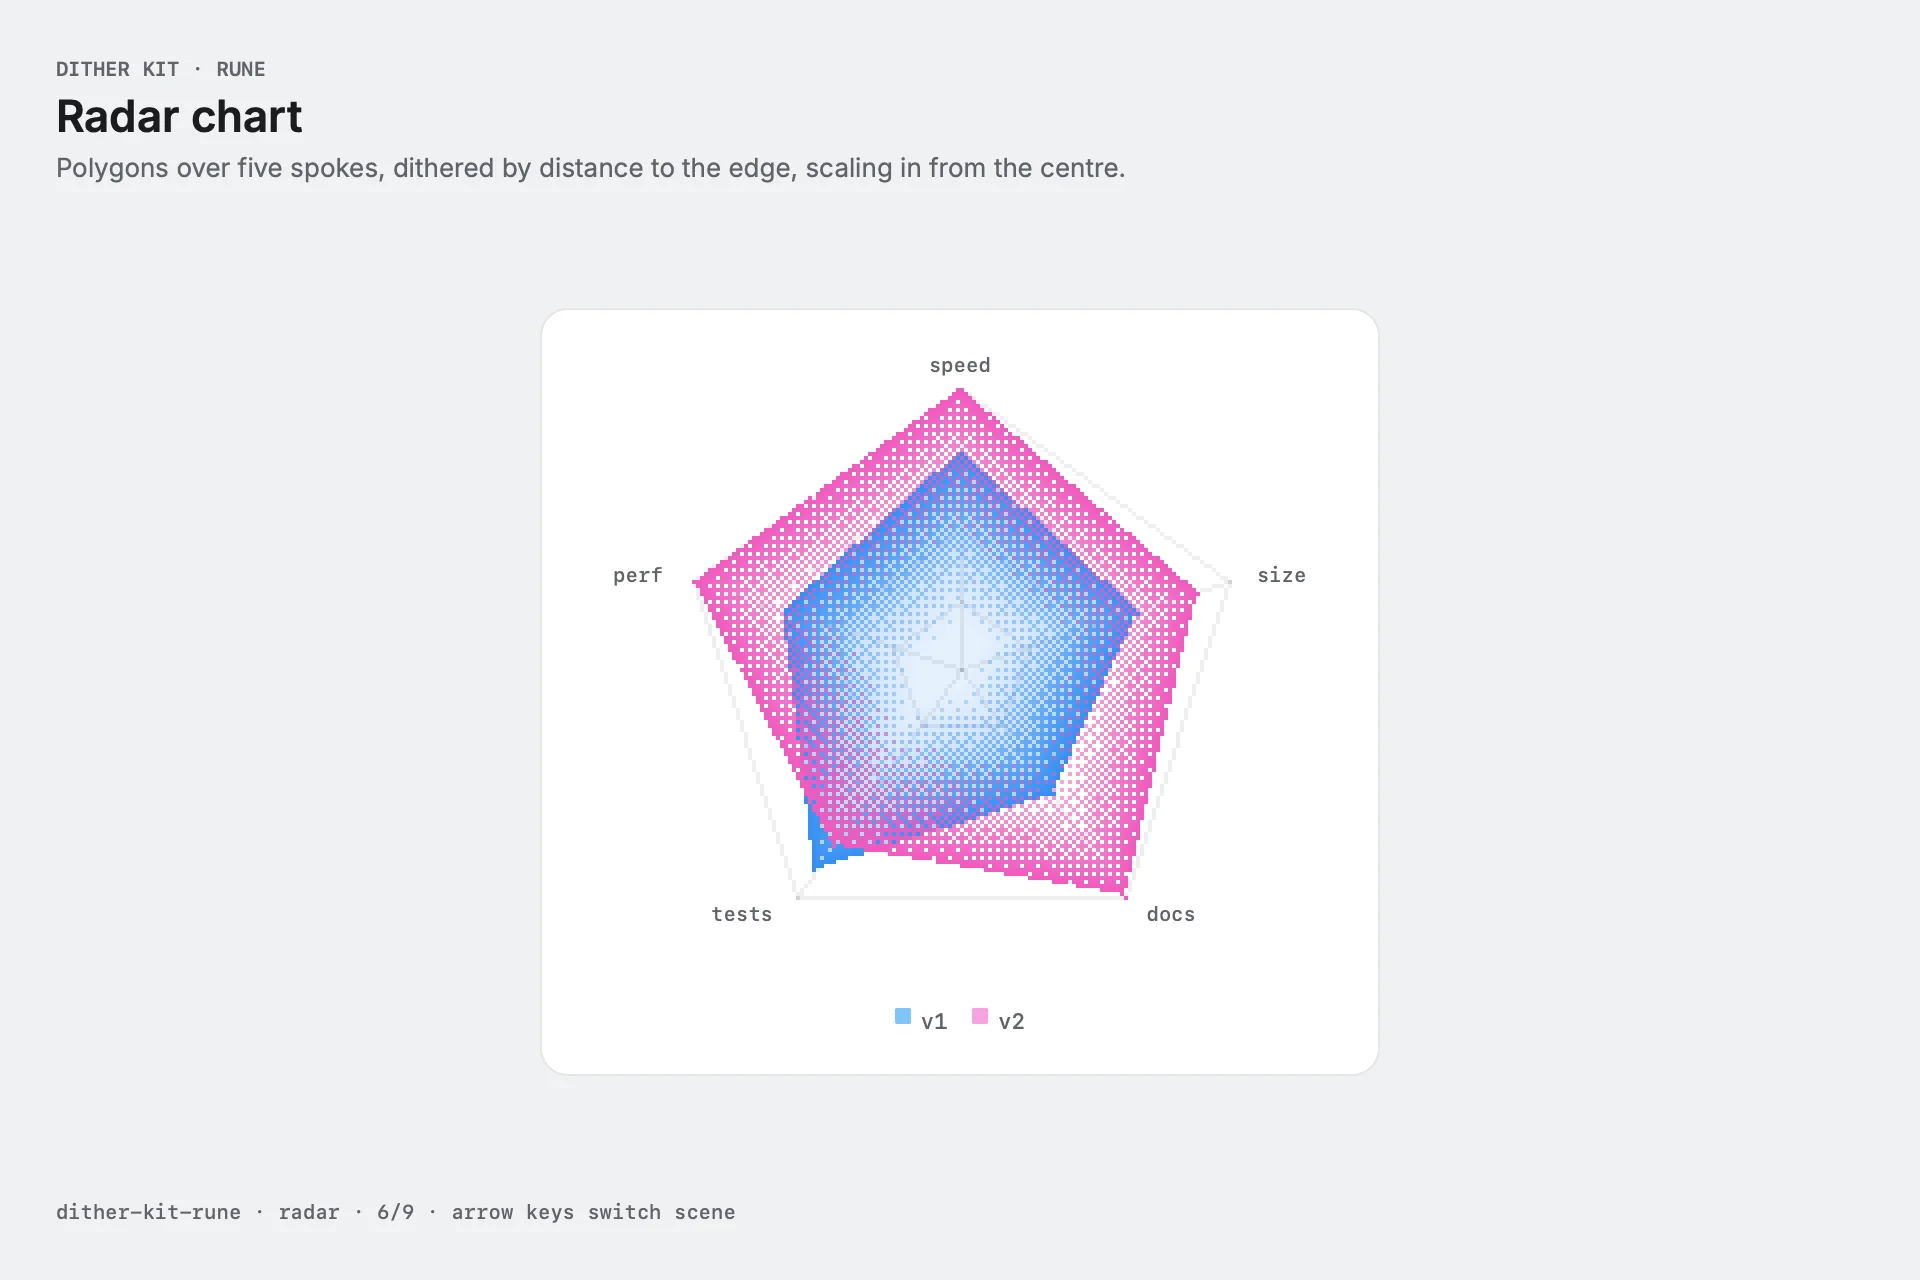 DITHER KIT · RUNE
Radar chart
Polygons over five spokes, dithered by distance to the edge, scaling in from the centre.
speed
perf
size
tests
docs
v1 v2
dither-kit-rune · radar · 6/9 · arrow keys switch scene